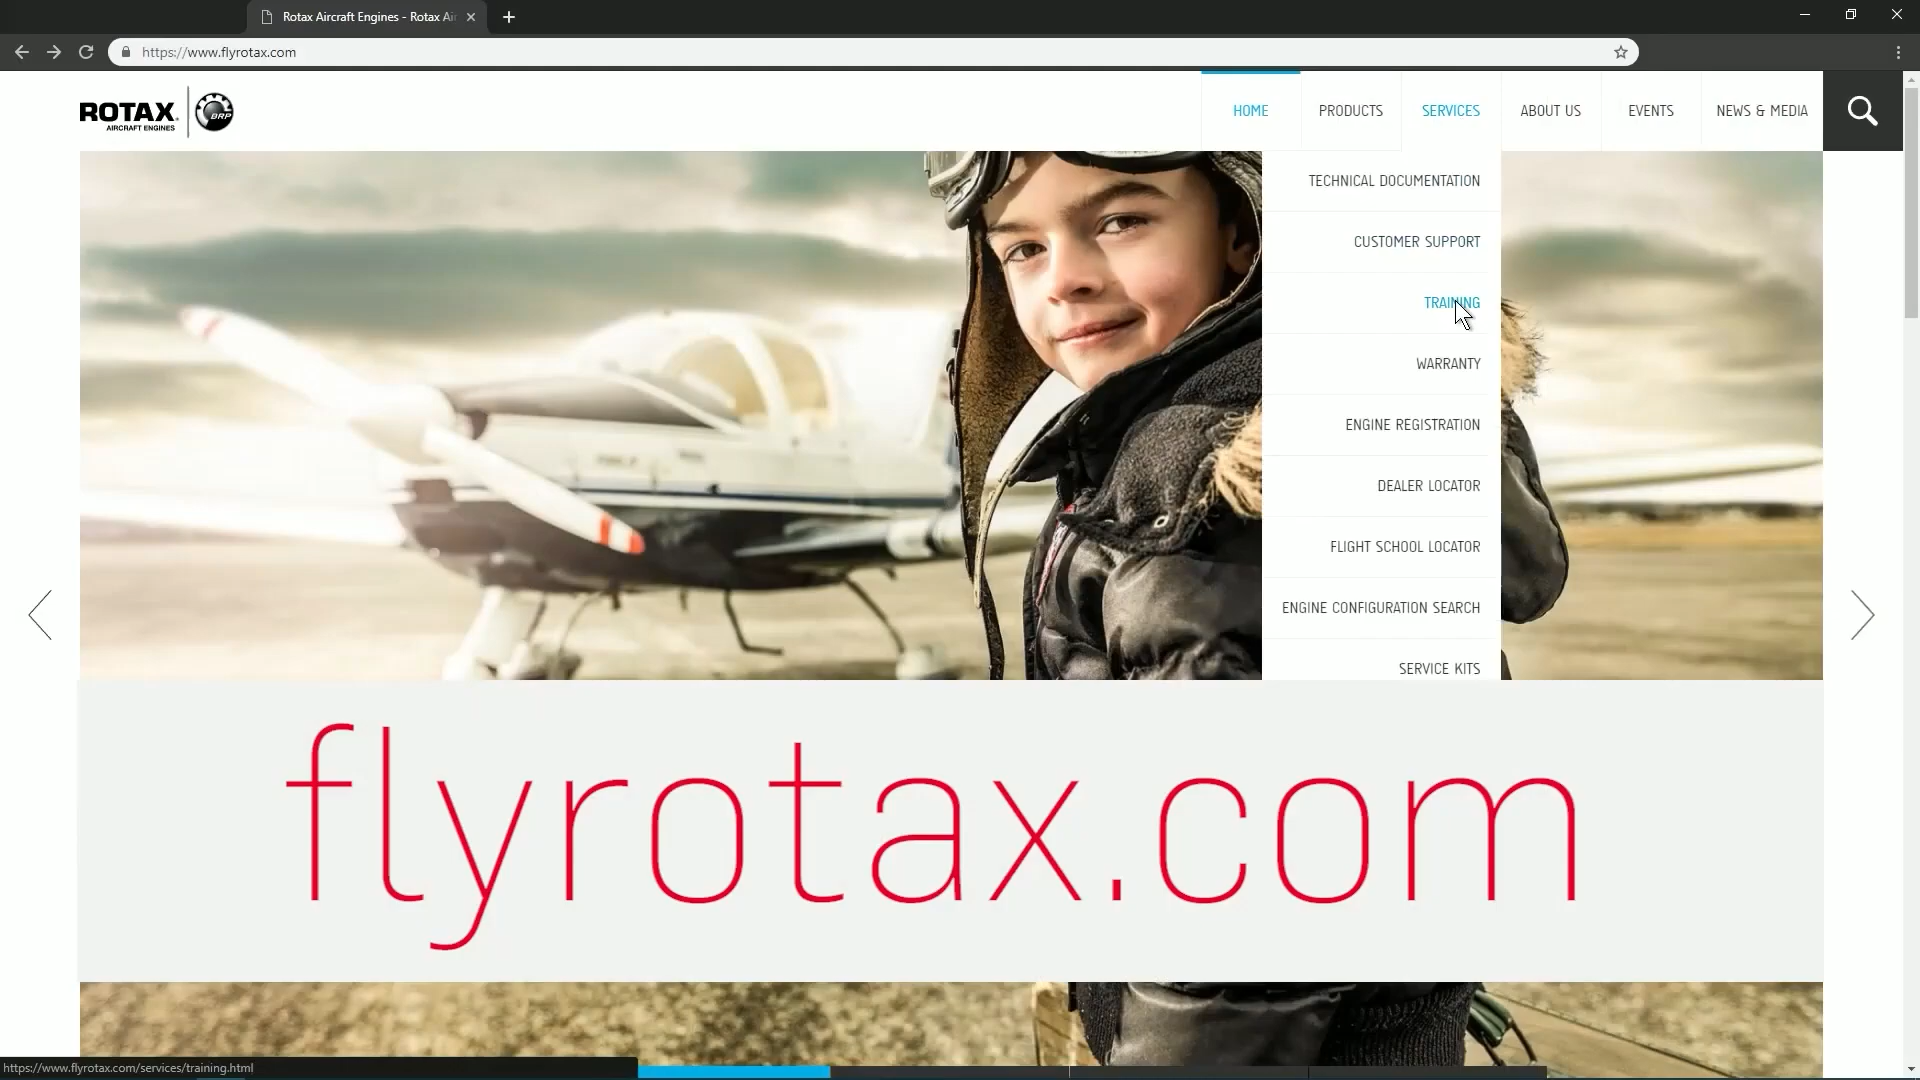 Rotax Aircraft Engines - Rotax Air
https://www.flyrotax.com
ROTAX
AIRCRAFT ENGINES
BRP
HOME
PRODUCTS
SERVICES
ABOUT US
EVENTS
NEWS & MEDIA
TECHNICAL DOCUMENTATION
CUSTOMER SUPPORT
TRAINING
WARRANTY
ENGINE REGISTRATION
DEALER LOCATOR
FLIGHT SCHOOL LOCATOR
ENGINE CONFIGURATION SEARCH
SERVICE KITS
flyrotax.com
https://www.flyrotax.com/services/training.html